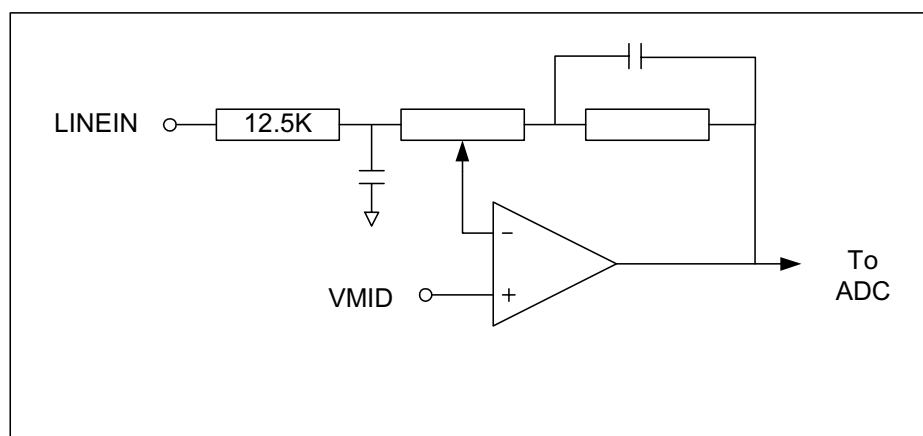 LINEIN
12.5K
−
VMID
+
To
ADC